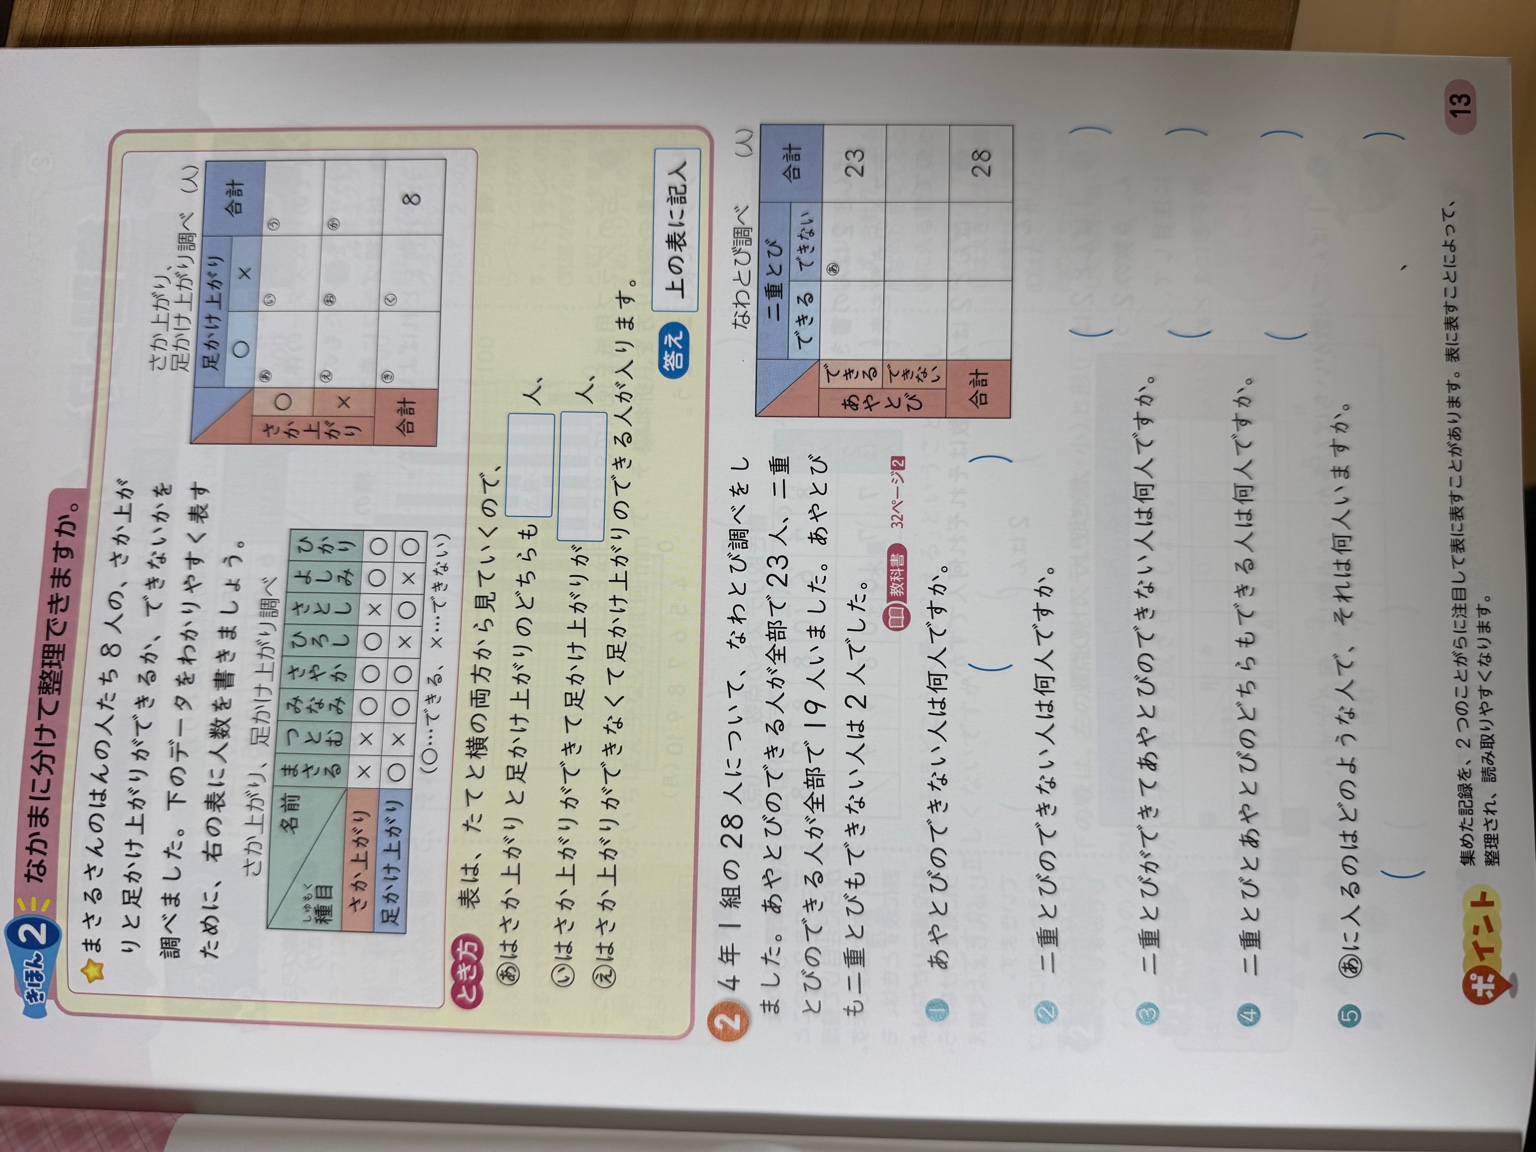 きほん2 なかまに分けて整理できますか。
まさるさんのはんの人たち8人の、さか上が
りと足かけ上がりができるか、できないかを
調べました。下のデータをわかりやすく表す
ために、右の表に人数を書きましょう。
さか上がり、足かけ上がり調べ
名前 まさる つとむ みなみ さやか ひろし さとし よしみ ひかり
しゅもく
種目
さか上がり × × ○ ○ ○ × ○ ○
足かけ上がり ○ × ○ ○ × ○ × ○
(○…できる、×…できない)
さか上がり、
足かけ上がり調べ (人)
足かけ上がり 合計
○ ×
さか上がり ○ あ い う
× え お か
合計 き く 8
とき方 表は、たてと横の両方から見ていくので、
あはさか上がりと足かけ上がりのどちらも 人、
いはさか上がりができて足かけ上がりが 人、
えはさか上がりができなくて足かけ上がりのできる人が入ります。
答え 上の表に記入
2 4年1組の28人について、なわとび調べをし
ました。あやとびのできる人が全部で23人、二重
とびのできる人が全部で19人いました。あやとび
も二重とびもできない人は2人でした。
教科書 32ページ2
なわとび調べ (人)
二重とび 合計
できる できない
あやとび できる あ 23
できない
合計 28
1 あやとびのできない人は何人ですか。
( )
2 二重とびのできない人は何人ですか。
( )
3 二重とびができてあやとびのできない人は何人ですか。
( )
4 二重とびとあやとびのどちらもできる人は何人ですか。
( )
5 あに入るのはどのような人で、それは何人いますか。
( 、 )
ポイント 集めた記録を、2つのことがらに注目して表に表すことがあります。表に表すことによって、
整理され、読み取りやすくなります。
13